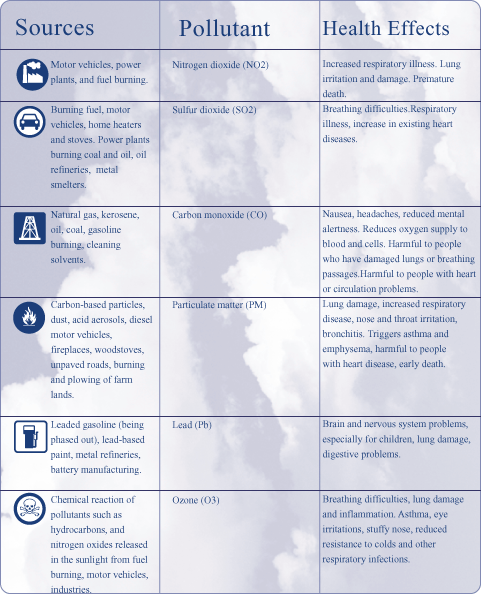 Sources
Pollutant
Health Effects
Motor vehicles, power
plants, and fuel burning.
Nitrogen dioxide (NO2)
Increased respiratory illness. Lung
irritation and damage. Premature
death.
Burning fuel, motor
vehicles, home heaters
and stoves. Power plants
burning coal and oil, oil
refineries, metal
smelters.
Sulfur dioxide (SO2)
Breathing difficulties.Respiratory
illness, increase in existing heart
diseases.
Natural gas, kerosene,
oil, coal, gasoline
burning, cleaning
solvents.
Carbon monoxide (CO)
Nausea, headaches, reduced mental
alertness. Reduces oxygen supply to
blood and cells. Harmful to people
who have damaged lungs or breathing
passages.Harmful to people with heart
or circulation problems.
Carbon-based particles,
dust, acid aerosols, diesel
motor vehicles,
fireplaces, woodstoves,
unpaved roads, burning
and plowing of farm
lands.
Particulate matter (PM)
Lung damage, increased respiratory
disease, nose and throat irritation,
bronchitis. Triggers asthma and
emphysema, harmful to people
with heart disease, early death.
Leaded gasoline (being
phased out), lead-based
paint, metal refineries,
battery manufacturing.
Lead (Pb)
Brain and nervous system problems,
especially for children, lung damage,
digestive problems.
Chemical reaction of
pollutants such as
hydrocarbons, and
nitrogen oxides released
in the sunlight from fuel
burning, motor vehicles,
industries.
Ozone (O3)
Breathing difficulties, lung damage
and inflammation. Asthma, eye
irritations, stuffy nose, reduced
resistance to colds and other
respiratory infections.